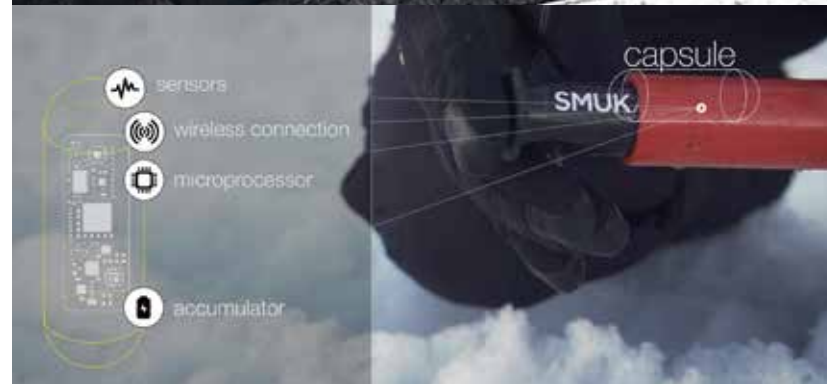 sensors
wireless connection
microprocessor
accumulator
capsule
SMUK